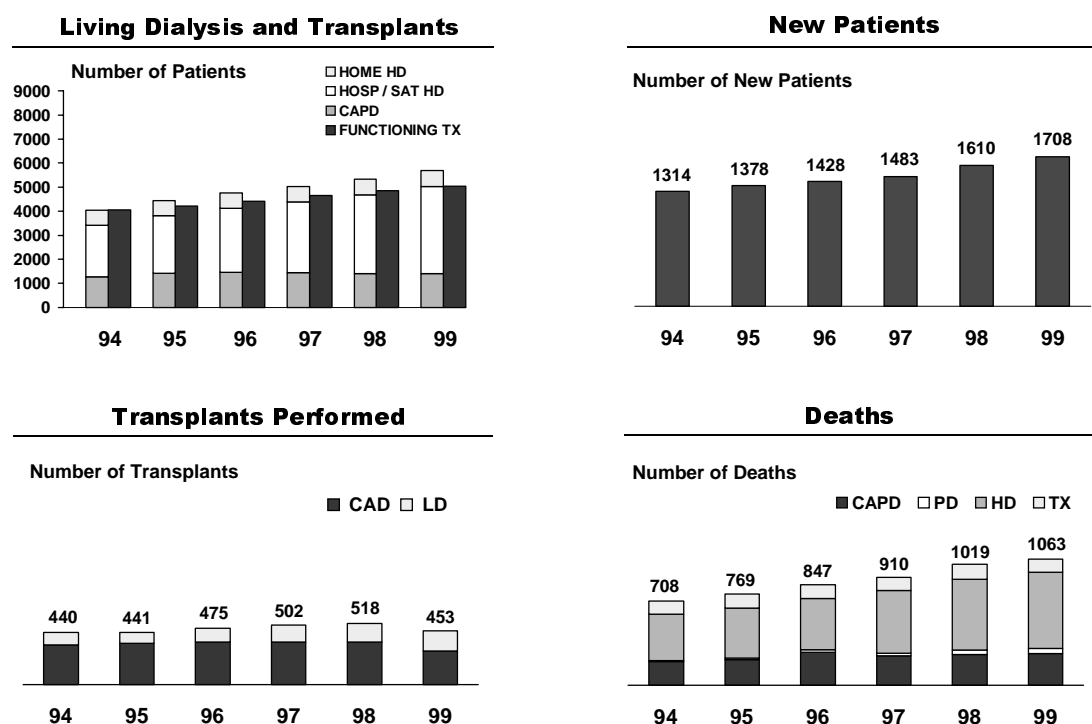 Living Dialysis and Transplants
Number of Patients
HOME HD
HOSP / SAT HD
CAPD
FUNCTIONING TX
9000
8000
7000
6000
5000
4000
3000
2000
1000
0
94 95 96 97 98 99
New Patients
Number of New Patients
1314 1378 1428 1483 1610 1708
94 95 96 97 98 99
Transplants Performed
Number of Transplants
CAD LD
440 441 475 502 518 453
94 95 96 97 98 99
Deaths
Number of Deaths
CAPD PD HD TX
708 769 847 910 1019 1063
94 95 96 97 98 99